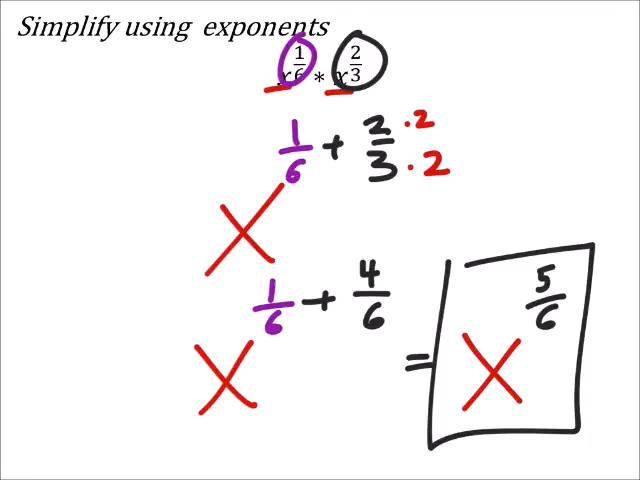 Simplify using exponents
x^{1/6} * x^{2/3}
x^{1/6 + 2·2/3·2}
x^{1/6 + 4/6} = x^{5/6}